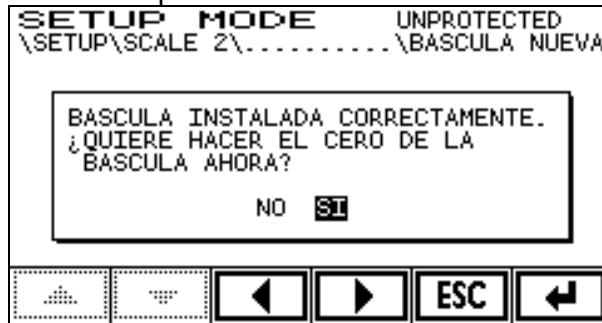 SETUP MODE UNPROTECTED
\SETUP\SCALE 2\..........\BASCULA NUEVA
BASCULA INSTALADA CORRECTAMENTE.
¿QUIERE HACER EL CERO DE LA
BASCULA AHORA?
NO SI
ESC